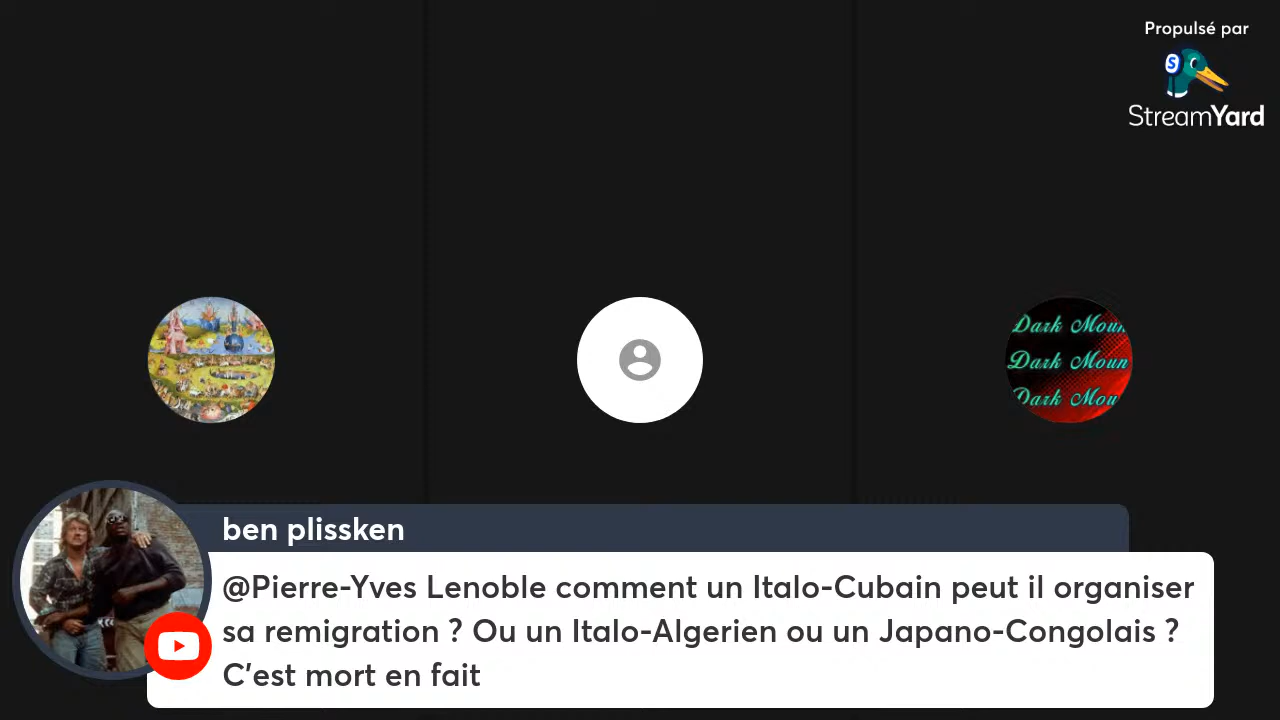 Propulsé par
S
StreamYard
Dark Moun
Dark Moun
Dark Mou
ben plissken
@Pierre-Yves Lenoble comment un Italo-Cubain peut il organiser
sa remigration ? Ou un Italo-Algerien ou un Japano-Congolais ?
C'est mort en fait